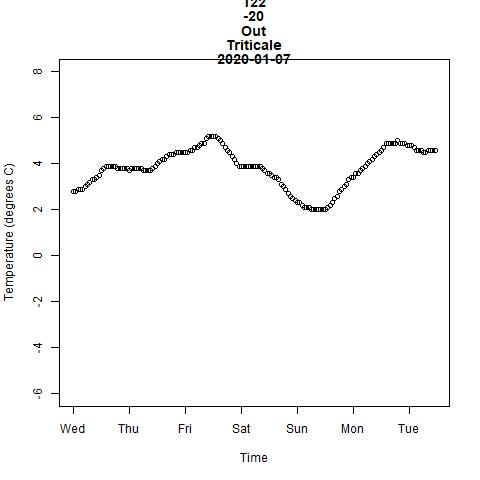 122
-20
Out
Triticale
2020-01-07
8
6
4
2
0
-2
-4
-6
Temperature (degrees C)
Wed Thu Fri Sat Sun Mon Tue
Time